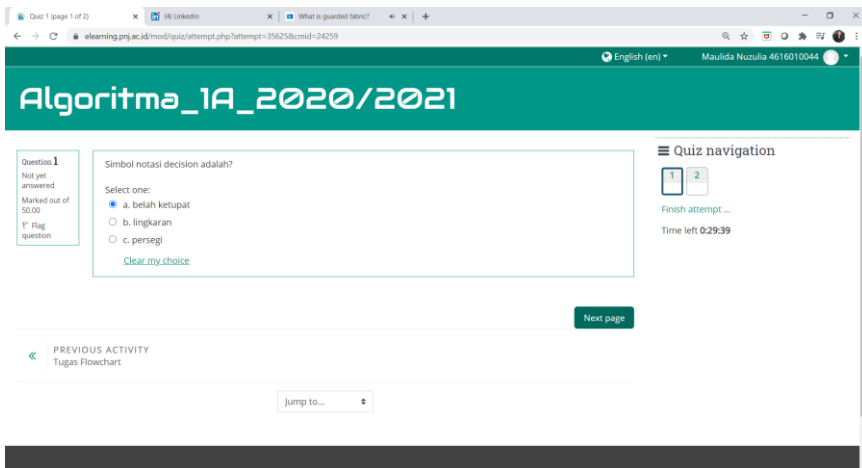 Quiz 1 (page 1 of 2)
(4) LinkedIn
What is guarded fabric?
elearning.pnj.ac.id/mod/quiz/attempt.php?attempt=35625&cmid=24259
English (en)
Maulida Nuzulia 4616010044
Algoritma_1A_2020/2021
Question 1
Not yet
answered
Marked out of
50.00
Flag
question
Simbol notasi decision adalah?
Select one:
a. belah ketupat
b. lingkaran
c. persegi
Clear my choice
Next page
Quiz navigation
1 2
Finish attempt ...
Time left 0:29:39
PREVIOUS ACTIVITY
Tugas Flowchart
Jump to...